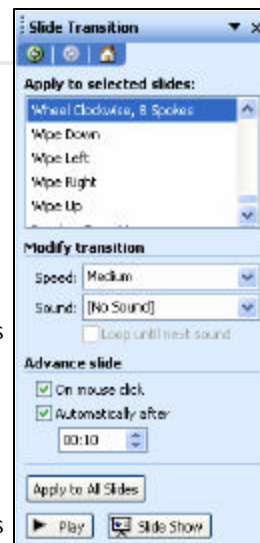 Slide Transition
Apply to selected slides:
Wheel Clockwise, 8 Spokes
Wipe Down
Wipe Left
Wipe Right
Wipe Up
Modify transition
Speed: Medium
Sound: [No Sound]
Loop until next sound
Advance slide
On mouse click
Automatically after
00:10
Apply to All Slides
Play Slide Show